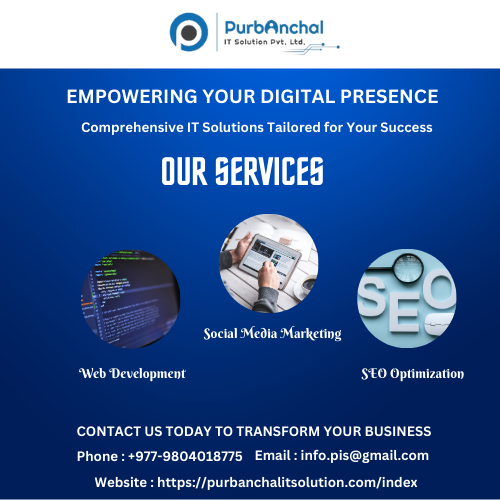 PurbAnchal
IT Solution Pvt. Ltd.
EMPOWERING YOUR DIGITAL PRESENCE
Comprehensive IT Solutions Tailored for Your Success
OUR SERVICES
SEO
Social Media Marketing
Web Development
SEO Optimization
CONTACT US TODAY TO TRANSFORM YOUR BUSINESS
Phone : +977-9804018775 Email : info.pis@gmail.com
Website : https://purbanchalitsolution.com/index